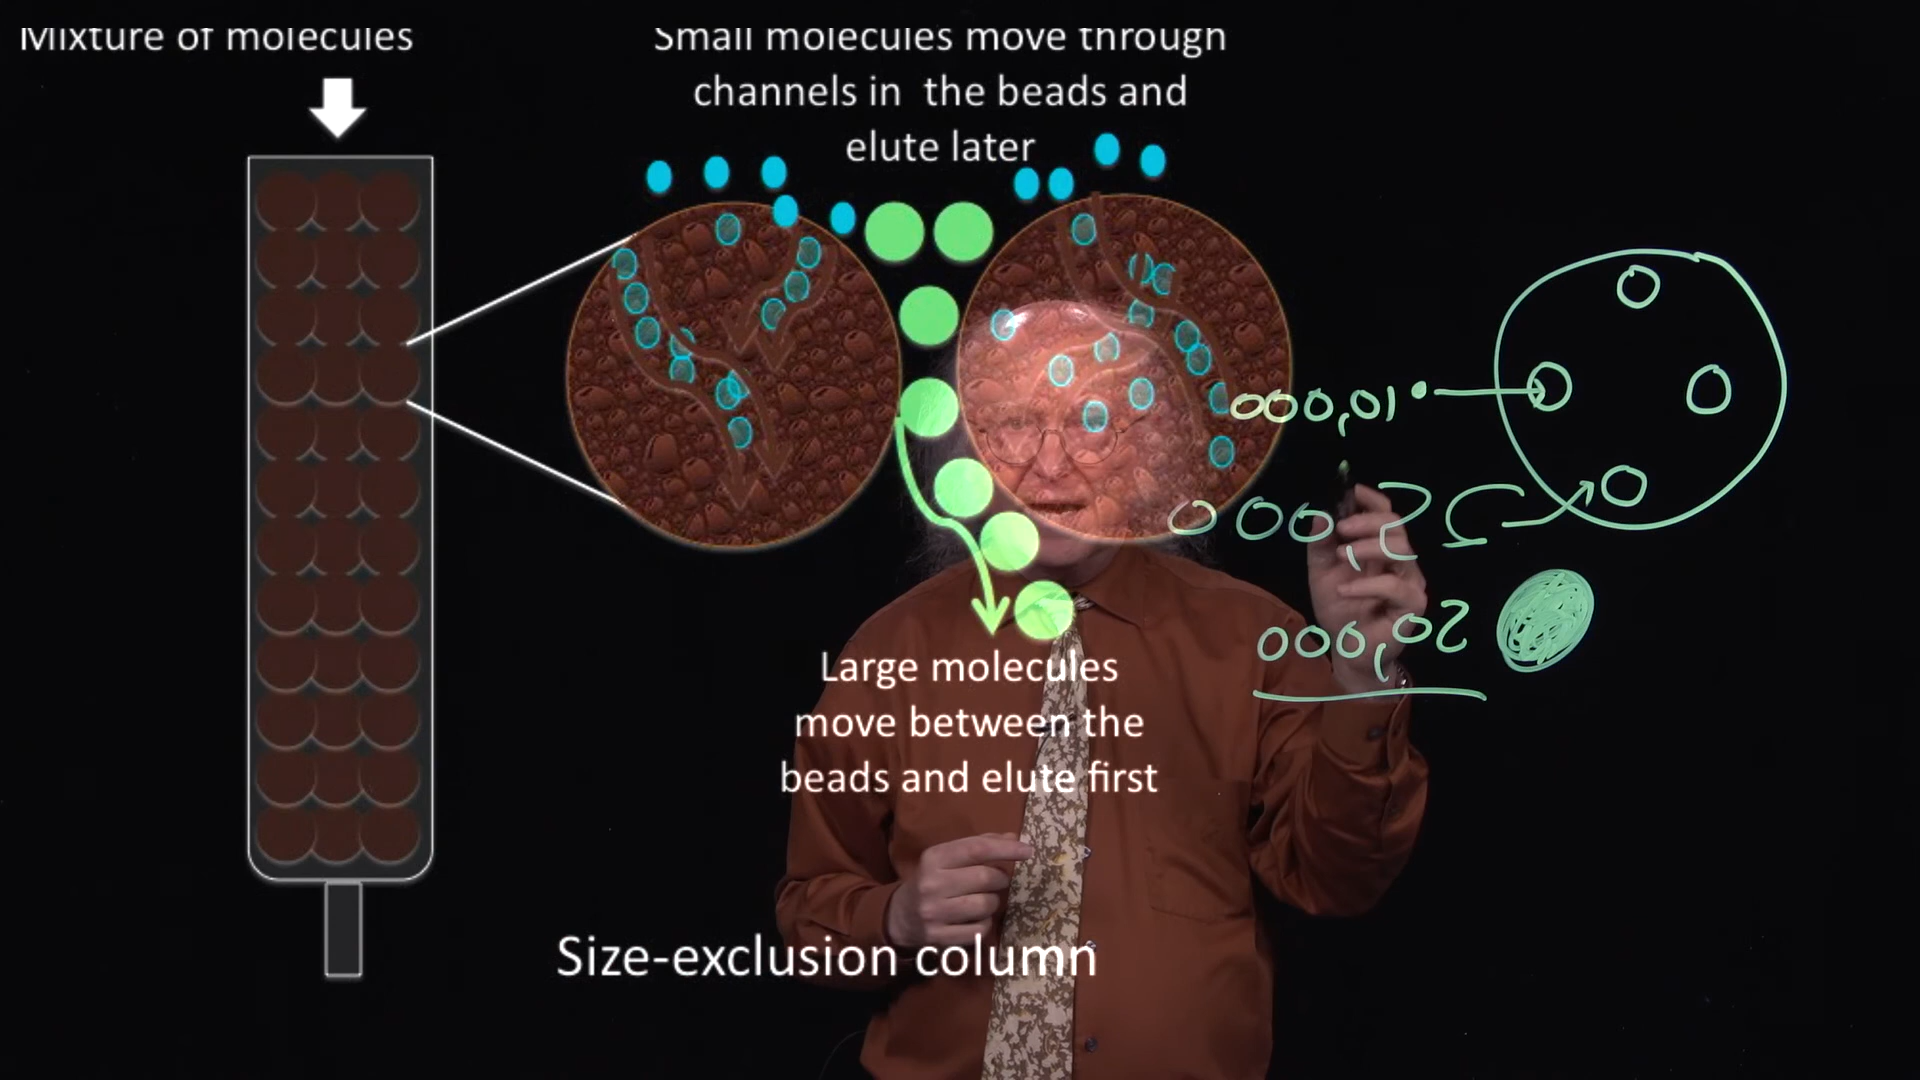 Mixture of molecules
Small molecules move through
channels in the beads and
elute later
10,000
25,000
50,000
Large molecules
move between the
beads and elute first
Size-exclusion column